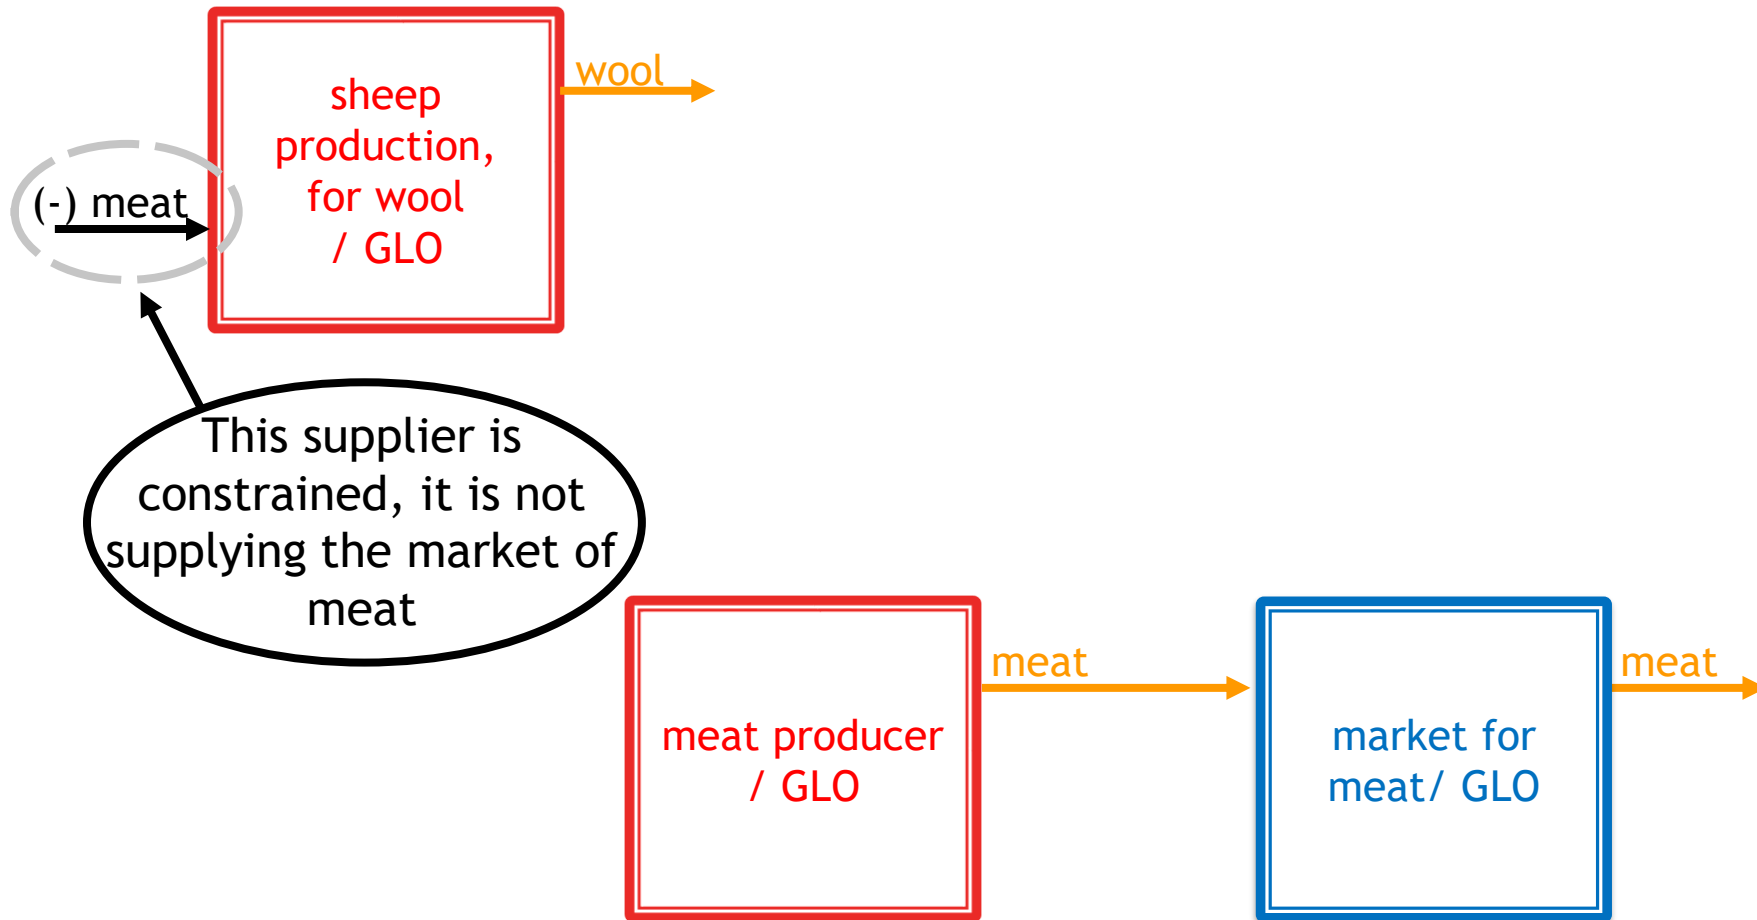 wool
sheep
production,
for wool
/ GLO
(-) meat
This supplier is
constrained, it is not
supplying the market of
meat
meat
meat producer
/ GLO
meat
market for
meat/ GLO